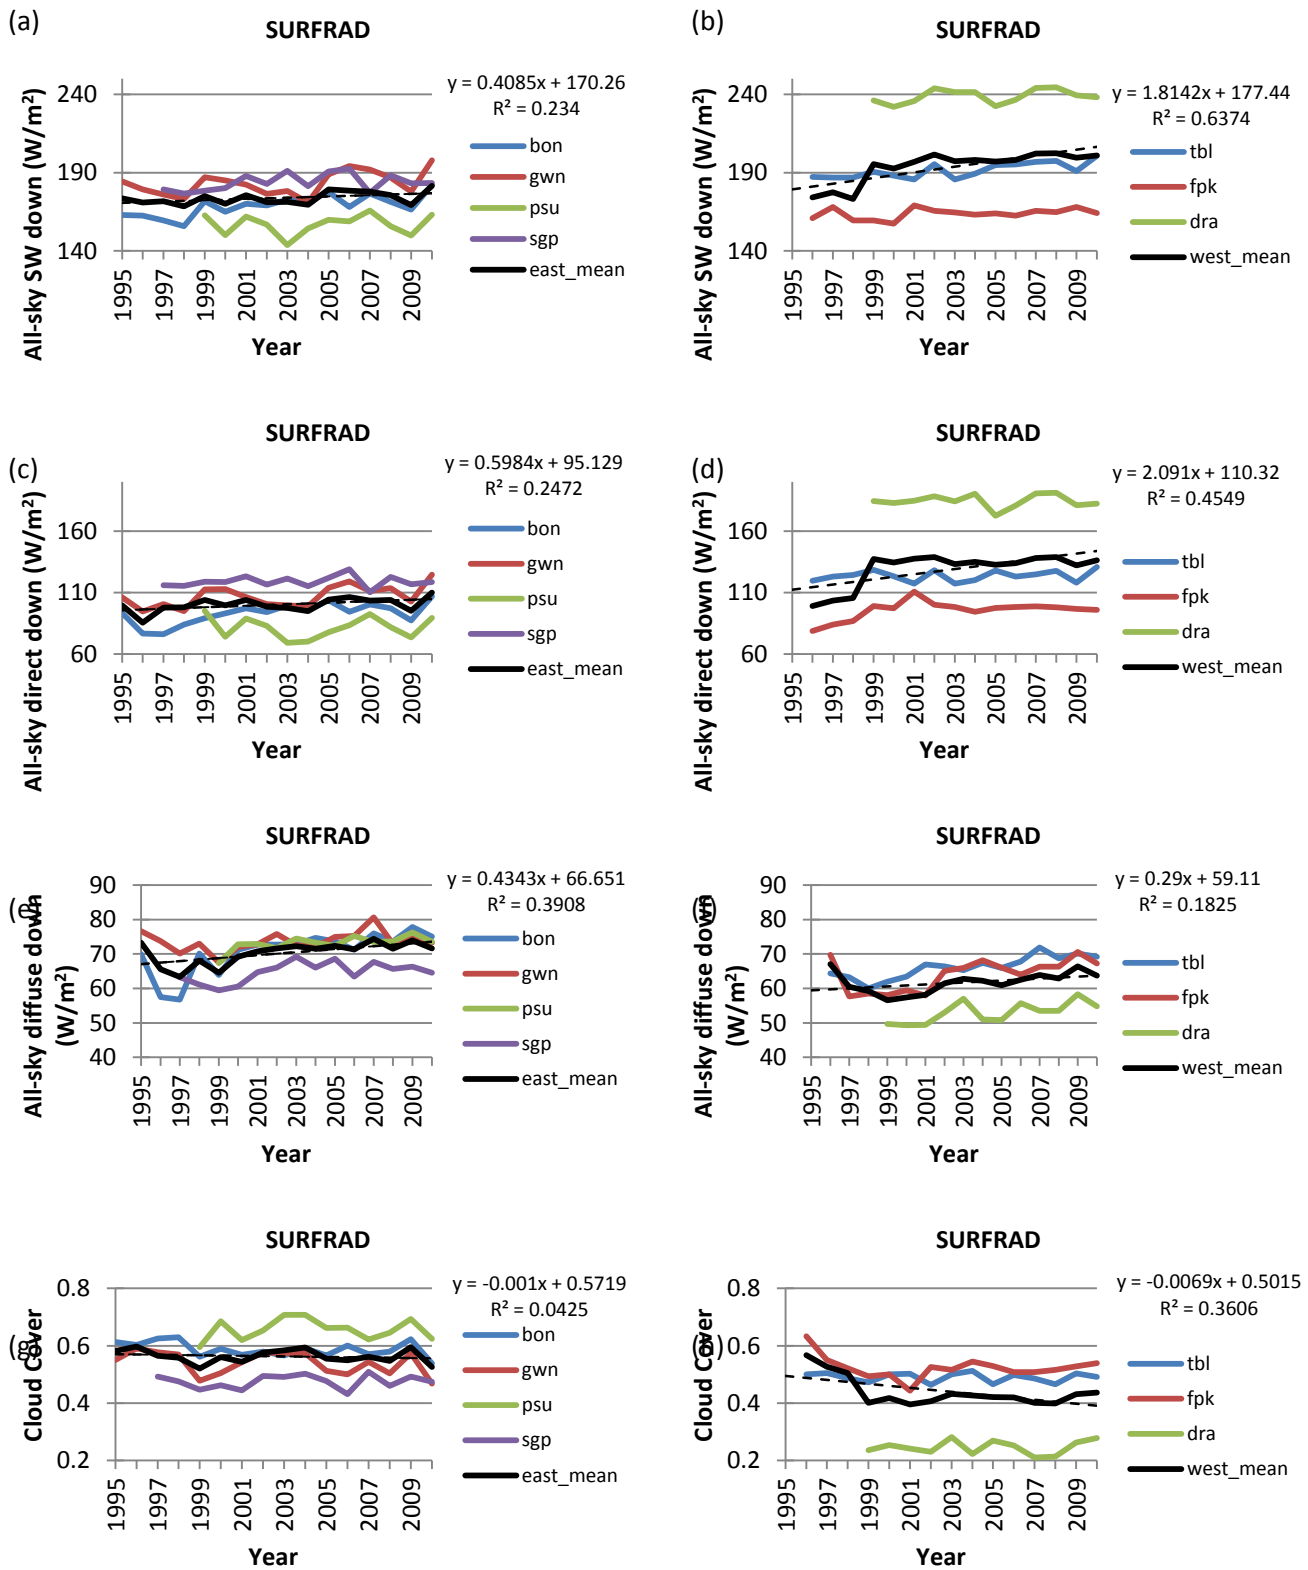 (a)
SURFRAD
y = 0.4085x + 170.26
R² = 0.234
All-sky SW down (W/m²)
240
190
140
bon
gwn
psu
sgp
east_mean
1995
1997
1999
2001
2003
2005
2007
2009
Year
(b)
SURFRAD
y = 1.8142x + 177.44
R² = 0.6374
All-sky SW down (W/m²)
240
190
140
tbl
fpk
dra
west_mean
1995
1997
1999
2001
2003
2005
2007
2009
Year
(c)
SURFRAD
y = 0.5984x + 95.129
R² = 0.2472
All-sky direct down (W/m²)
160
110
60
bon
gwn
psu
sgp
east_mean
1995
1997
1999
2001
2003
2005
2007
2009
Year
(d)
SURFRAD
y = 2.091x + 110.32
R² = 0.4549
All-sky direct down (W/m²)
160
110
60
tbl
fpk
dra
west_mean
1995
1997
1999
2001
2003
2005
2007
2009
Year
(e)
SURFRAD
y = 0.4343x + 66.651
R² = 0.3908
All-sky diffuse down
(W/m²)
90
80
70
60
50
40
bon
gwn
psu
sgp
east_mean
1995
1997
1999
2001
2003
2005
2007
2009
Year
(f)
SURFRAD
y = 0.29x + 59.11
R² = 0.1825
All-sky diffuse down
(W/m²)
90
80
70
60
50
40
tbl
fpk
dra
west_mean
1995
1997
1999
2001
2003
2005
2007
2009
Year
(g)
SURFRAD
y = -0.001x + 0.5719
R² = 0.0425
Cloud Cover
0.8
0.6
0.4
0.2
bon
gwn
psu
sgp
east_mean
1995
1997
1999
2001
2003
2005
2007
2009
Year
(h)
SURFRAD
y = -0.0069x + 0.5015
R² = 0.3606
Cloud Cover
0.8
0.6
0.4
0.2
tbl
fpk
dra
west_mean
1995
1997
1999
2001
2003
2005
2007
2009
Year